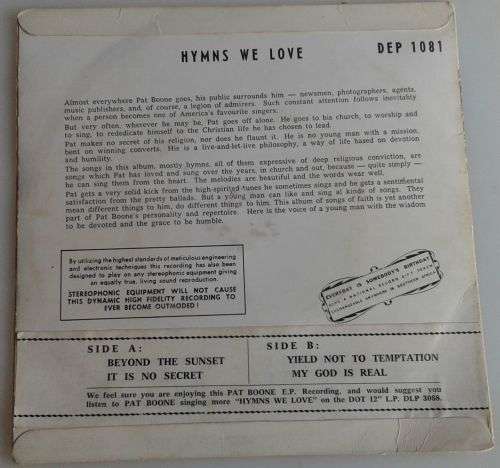 HYMNS WE LOVE
DEP 1081
Almost everywhere Pat Boone goes, his public surrounds him — newsmen, photographers, agents,
music publishers, and, of course, a legion of admirers. Such constant attention follows inevitably
when a person becomes one of America's favourite singers.
But very often, wherever he may be, Pat goes off alone. He goes to his church, to worship and
to sing, to rededicate himself to the Christian life he has chosen to lead.
Pat makes no secret of his religion, nor does he flaunt it. He is no young man with a mission,
bent on winning converts. His is a live-and-let-live philosophy, a way of life based on devotion
and humility.
The songs in this album, mostly hymns, all of them expressive of deep religious conviction, are
songs which Pat has loved and sung over the years, in church and out, because — quite simply —
he can sing them from the heart. The melodies are beautiful and the words wear well.
Pat gets a very solid kick from the high-spirited tunes he sometimes sings and he gets a sentimental
satisfaction from the pretty ballads. But a young man can like and sing all kinds of songs. They
mean different things to him, do different things to him. This album of songs of faith is yet another
part of Pat Boone's personality and repertoire. Here is the voice of a young man with the wisdom
to be devoted and the grace to be humble.
By utilizing the highest standards of meticulous engineering
and electronic techniques this recording has also been
designed to play on any stereophonic equipment giving
an equally true, living sound reproduction.
STEREOPHONIC EQUIPMENT WILL NOT CAUSE
THIS DYNAMIC HIGH FIDELITY RECORDING TO
EVER BECOME OUTMODED!
EVERYDAY IS SOMEBODY'S BIRTHDAY
GIVE A NATIONAL RECORD GIFT TOKEN
EXCHANGEABLE ANYWHERE IN SOUTHERN AFRICA
SIDE A:
BEYOND THE SUNSET
IT IS NO SECRET
SIDE B:
YIELD NOT TO TEMPTATION
MY GOD IS REAL
We feel sure you are enjoying this PAT BOONE E.P. Recording, and would suggest you
listen to PAT BOONE singing more "HYMNS WE LOVE" on the DOT 12" L.P. DLP 3068.